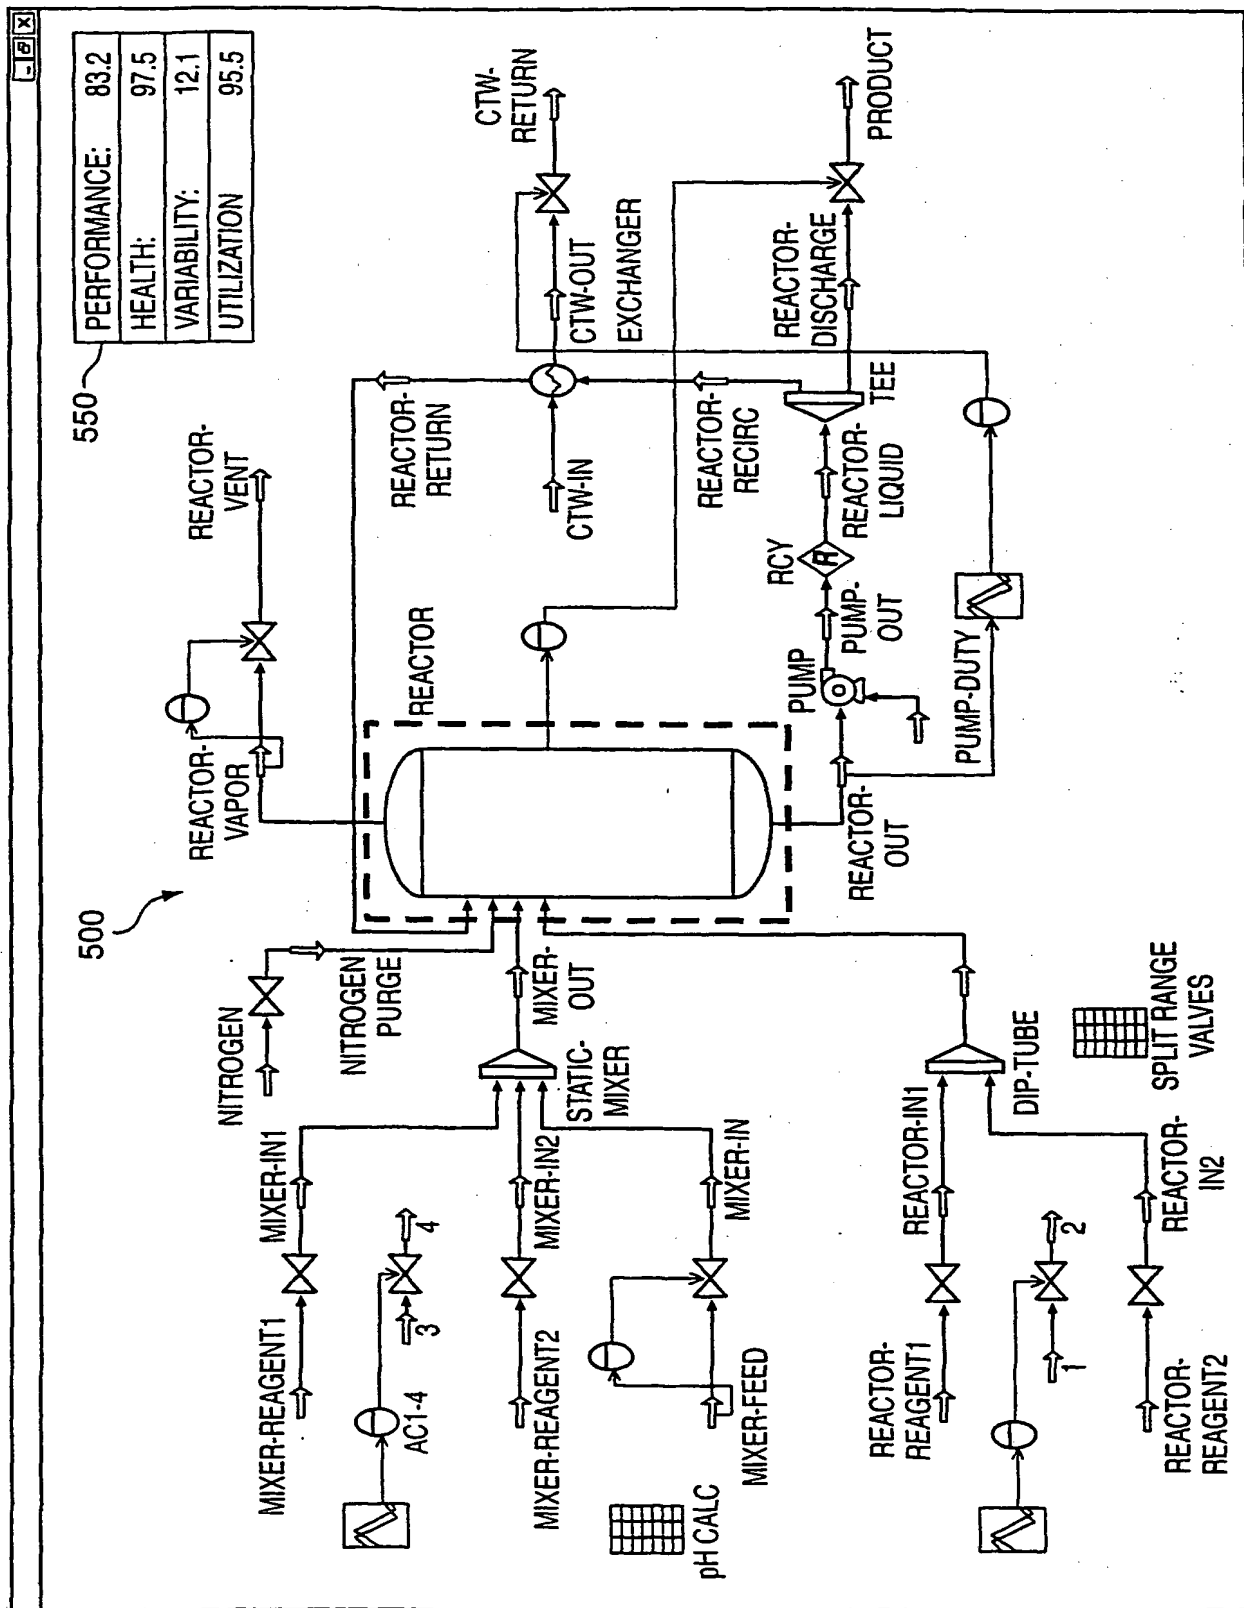 500
550
PERFORMANCE: 83.2
HEALTH: 97.5
VARIABILITY: 12.1
UTILIZATION 95.5
NITROGEN
NITROGEN
PURGE
REACTOR-
VAPOR
REACTOR-
VENT
MIXER-REAGENT1
MIXER-IN1
AC1-4
3
4
MIXER-REAGENT2
MIXER-IN2
STATIC-
MIXER
MIXER-
OUT
pH CALC
MIXER-FEED
MIXER-IN
REACTOR
REACTOR-
RETURN
CTW-IN
CTW-OUT
EXCHANGER
CTW-
RETURN
REACTOR-
RECIRC
REACTOR-
DISCHARGE
PRODUCT
REACTOR-
REAGENT1
REACTOR-IN1
1
2
REACTOR-
REAGENT2
REACTOR-
IN2
DIP-TUBE
SPLIT RANGE
VALVES
REACTOR-
OUT
PUMP
PUMP-
OUT
RCY
R
REACTOR-
LIQUID
TEE
PUMP-DUTY